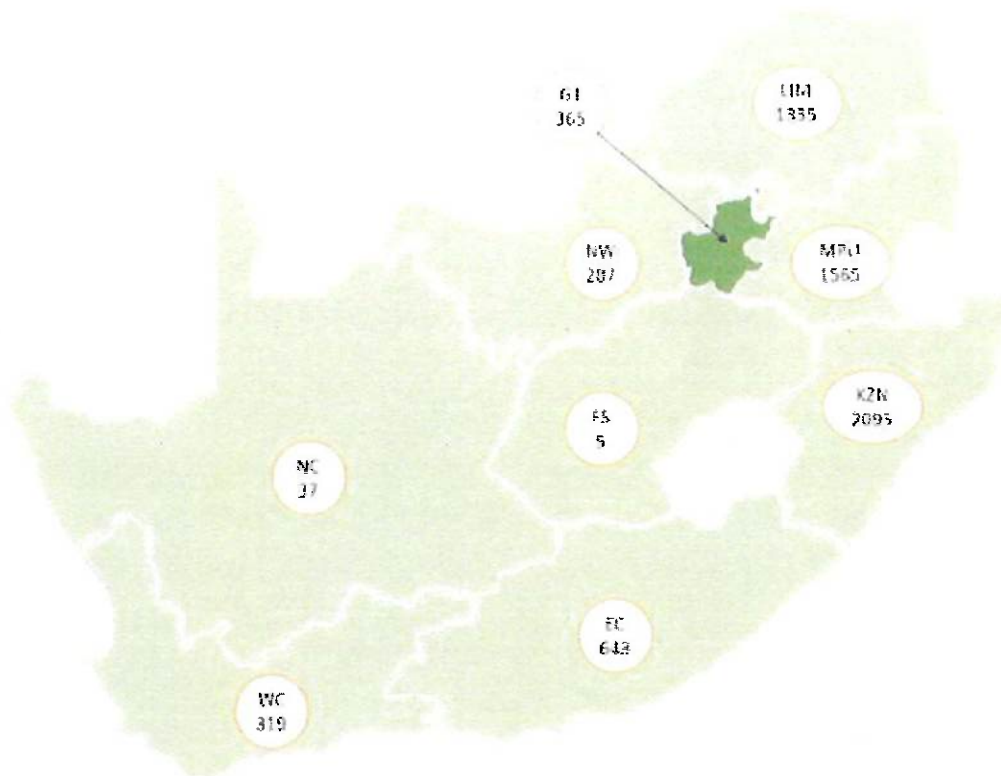 LIM
1335
GT
365
NW
287
MPU
1565
KZN
2095
FS
5
NC
37
EC
643
WC
319